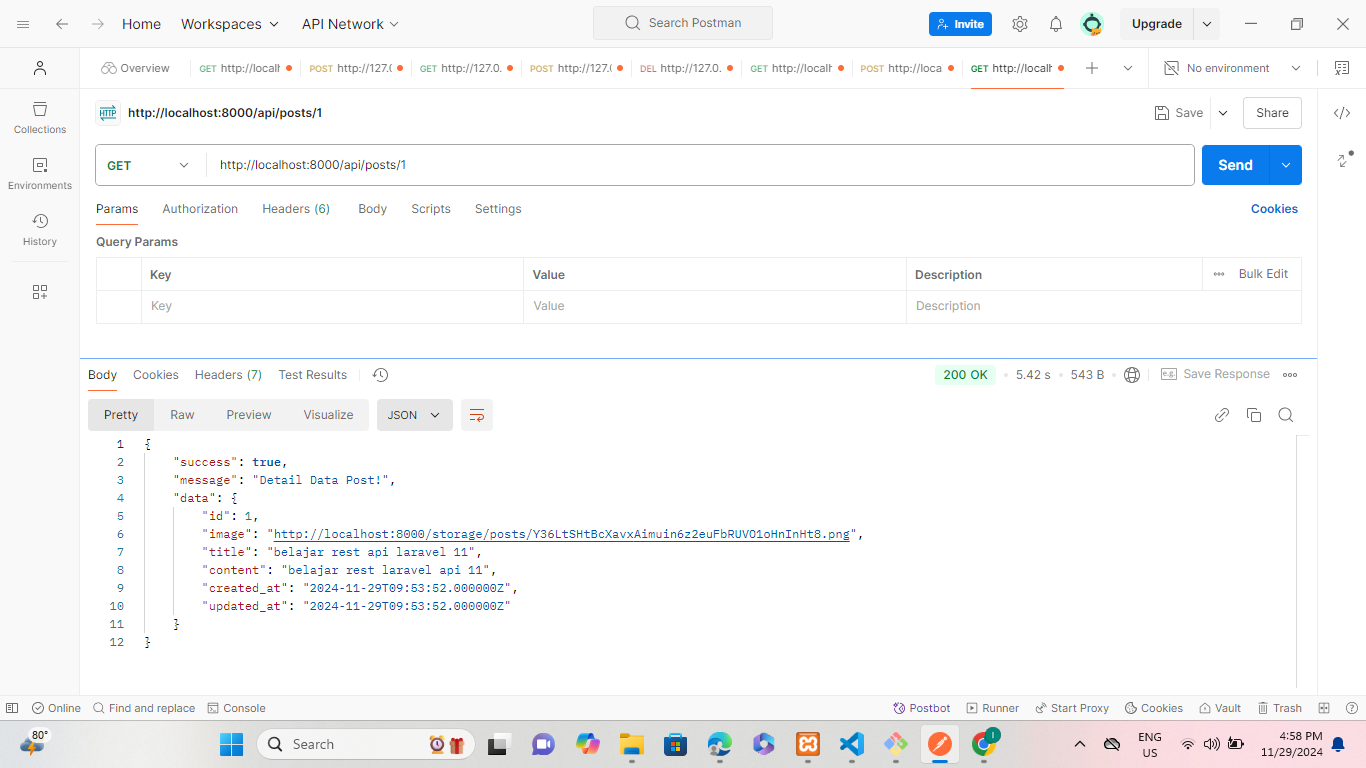 Home Workspaces API Network Search Postman Invite Upgrade
Overview GET http://localh POST http://127.( GET http://127.0. POST http://127.( DEL http://127.0. GET http://localh POST http://loca GET http://localh No environment
HTTP http://localhost:8000/api/posts/1 Save Share
Collections
Environments
History
GET http://localhost:8000/api/posts/1 Send
Params Authorization Headers (6) Body Scripts Settings Cookies
Query Params
Key Value Description Bulk Edit
Key Value Description
Body Cookies Headers (7) Test Results 200 OK 5.42 s 543 B e.g. Save Response
Pretty Raw Preview Visualize JSON
1 {
2 "success": true,
3 "message": "Detail Data Post!",
4 "data": {
5 "id": 1,
6 "image": "http://localhost:8000/storage/posts/Y36LtSHtBcXavxAimuin6z2euFbRUVO1oHnInHt8.png",
7 "title": "belajar rest api laravel 11",
8 "content": "belajar rest laravel api 11",
9 "created_at": "2024-11-29T09:53:52.000000Z",
10 "updated_at": "2024-11-29T09:53:52.000000Z"
11 }
12 }
Online Find and replace Console Postbot Runner Start Proxy Cookies Vault Trash
80° Search ENG US 4:58 PM
11/29/2024